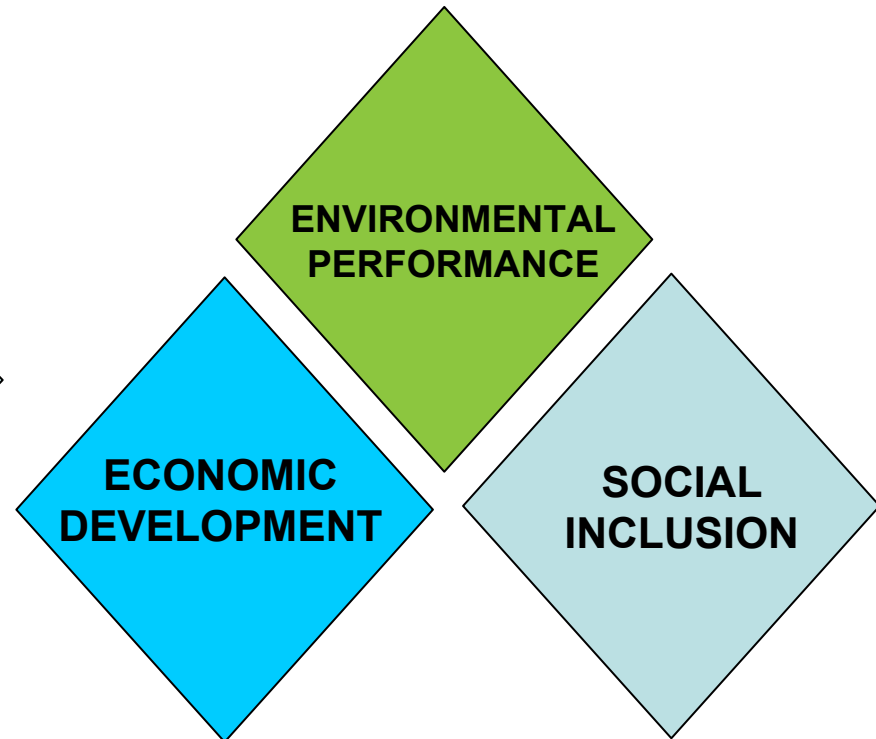 ENVIRONMENTAL
PERFORMANCE
ECONOMIC
DEVELOPMENT
SOCIAL
INCLUSION